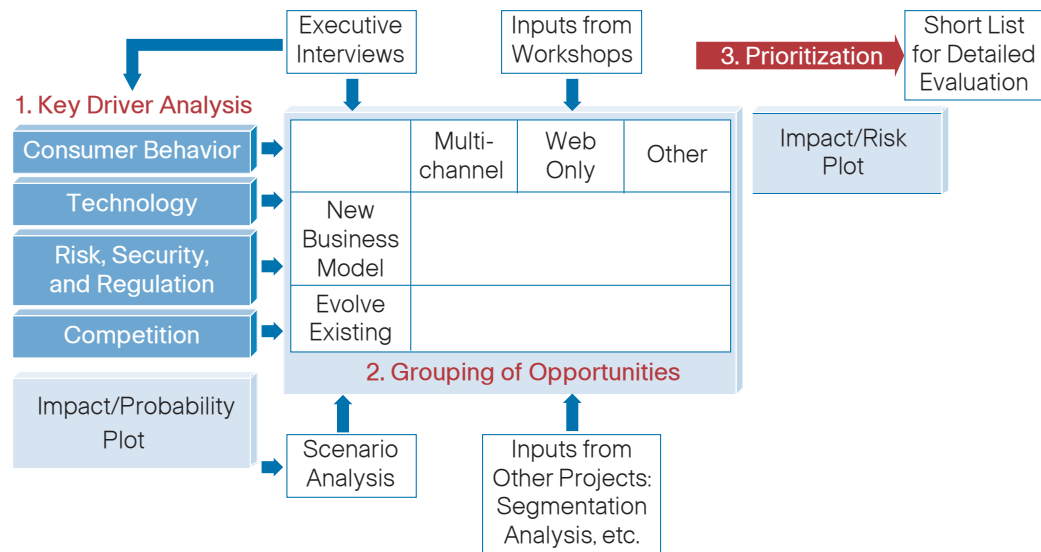 Executive
Interviews
Inputs from
Workshops
3. Prioritization
Short List
for Detailed
Evaluation
1. Key Driver Analysis
Consumer Behavior
Technology
Risk, Security,
and Regulation
Competition
Impact/Probability
Plot
Multi-
channel
Web
Only
Other
New
Business
Model
Evolve
Existing
2. Grouping of Opportunities
Impact/Risk
Plot
Scenario
Analysis
Inputs from
Other Projects:
Segmentation
Analysis, etc.